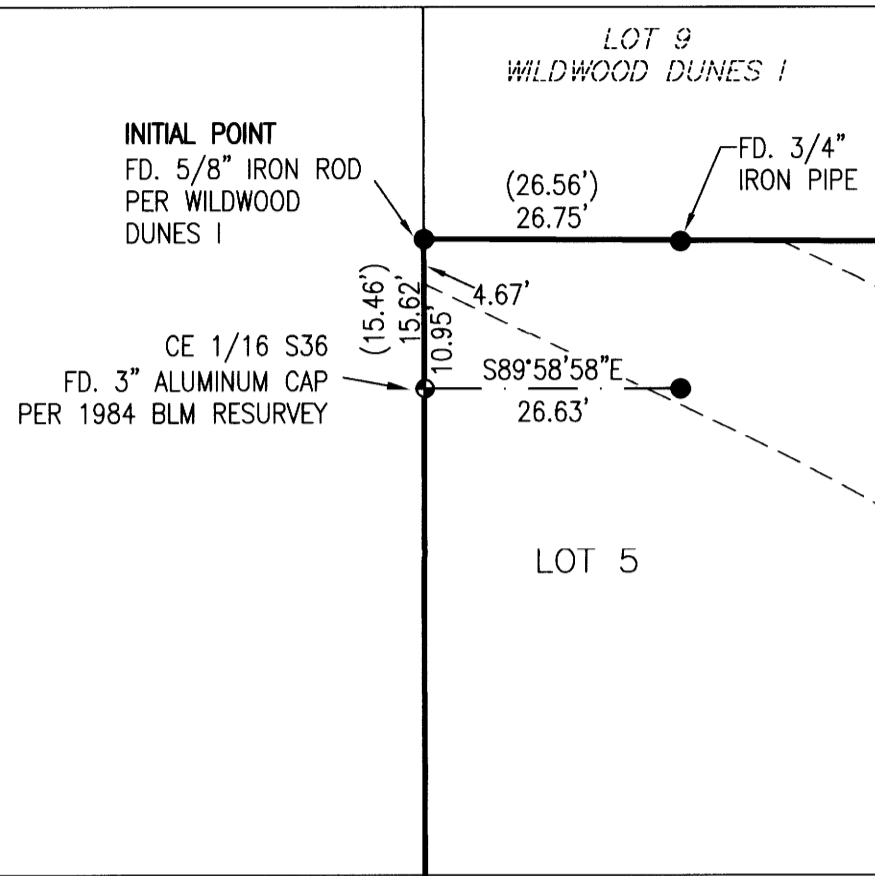 LOT 9
WILDWOOD DUNES I
INITIAL POINT
FD. 5/8" IRON ROD
PER WILDWOOD
DUNES I
FD. 3/4"
IRON PIPE
(26.56')
26.75'
(15.46')
15.62'
10.95'
4.67'
CE 1/16 S36
FD. 3" ALUMINUM CAP
PER 1984 BLM RESURVEY
S89°58'58"E
26.63'
LOT 5